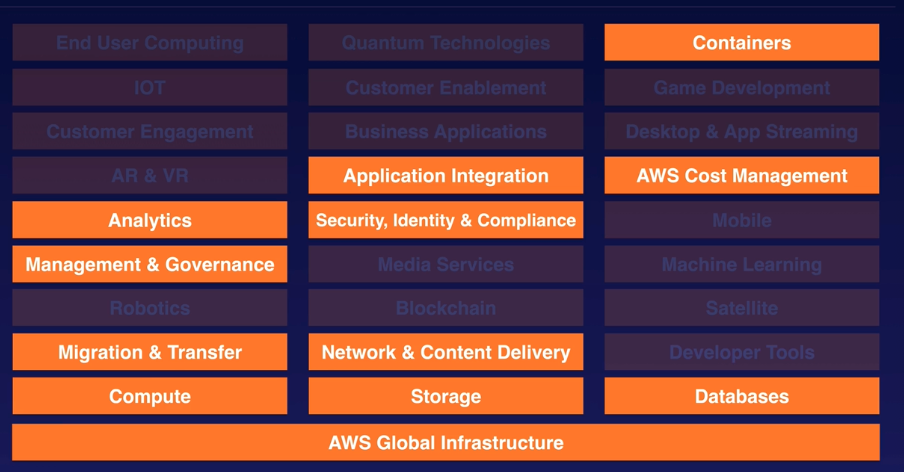 End User Computing
Quantum Technologies
Containers
IOT
Customer Enablement
Game Development
Customer Engagement
Business Applications
Desktop & App Streaming
AR & VR
Application Integration
AWS Cost Management
Analytics
Security, Identity & Compliance
Mobile
Management & Governance
Media Services
Machine Learning
Robotics
Blockchain
Satellite
Migration & Transfer
Network & Content Delivery
Developer Tools
Compute
Storage
Databases
AWS Global Infrastructure